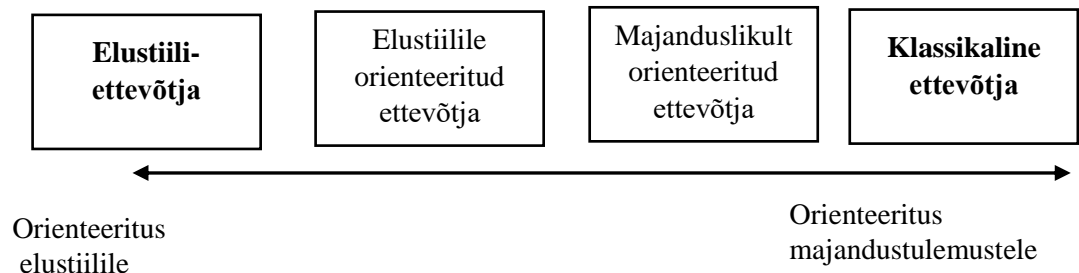 Elustiili-
ettevõtja
Elustiilile
orienteeritud
ettevõtja
Majanduslikult
orienteeritud
ettevõtja
Klassikaline
ettevõtja
Orienteeritus
elustiilile
Orienteeritus
majandustulemustele